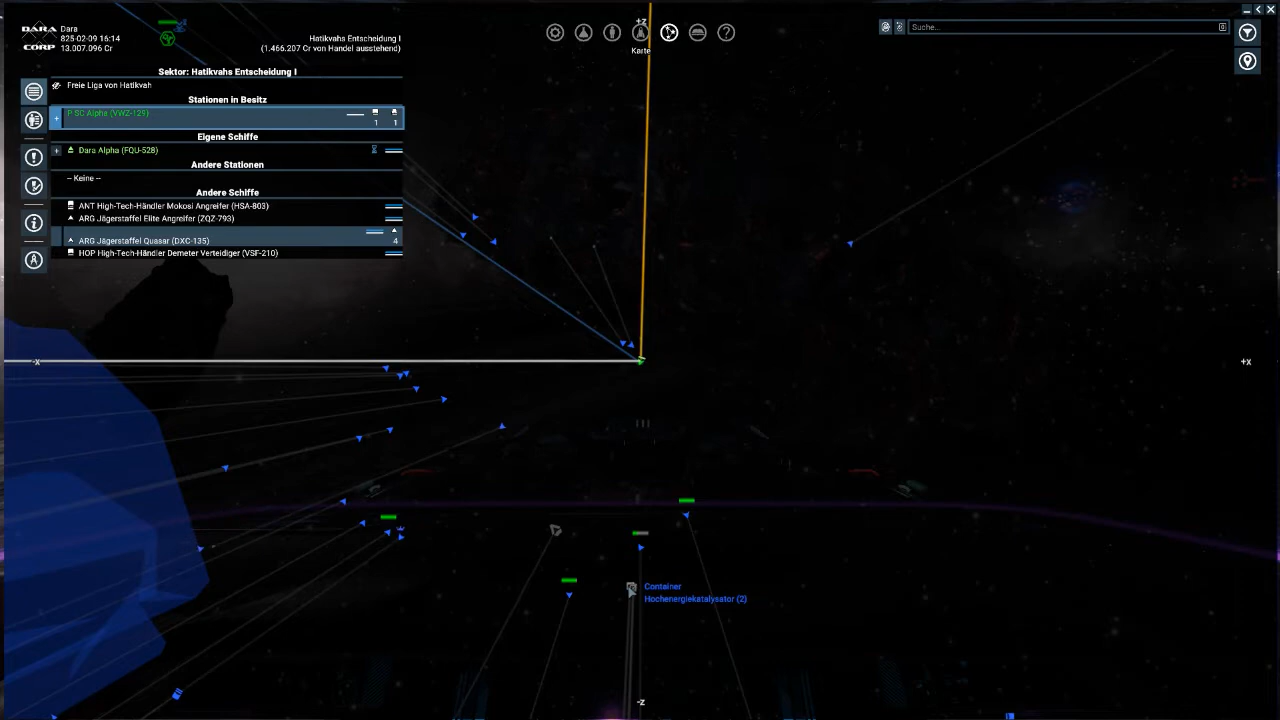 DARA
CORP
Dara
825-02-09 16:14
13.007.096 Cr
Hatikvahs Entscheidung I
(1.466.207 Cr von Handel ausstehend)
+Z
Karte
Suche...
Sektor: Hatikvahs Entscheidung I
Freie Liga von Hatikvah
Stationen in Besitz
+
P SC Alpha (VWZ-129)
1
1
Eigene Schiffe
+
Dara Alpha (FQU-528)
Andere Stationen
-- Keine --
Andere Schiffe
ANT High-Tech-Händler Mokosi Angreifer (HSA-803)
ARG Jägerstaffel Elite Angreifer (ZQZ-793)
ARG Jägerstaffel Quasar (DXC-135)
4
HOP High-Tech-Händler Demeter Verteidiger (VSF-210)
-X
+X
Container
Hochenergiekatalysator (2)
-Z